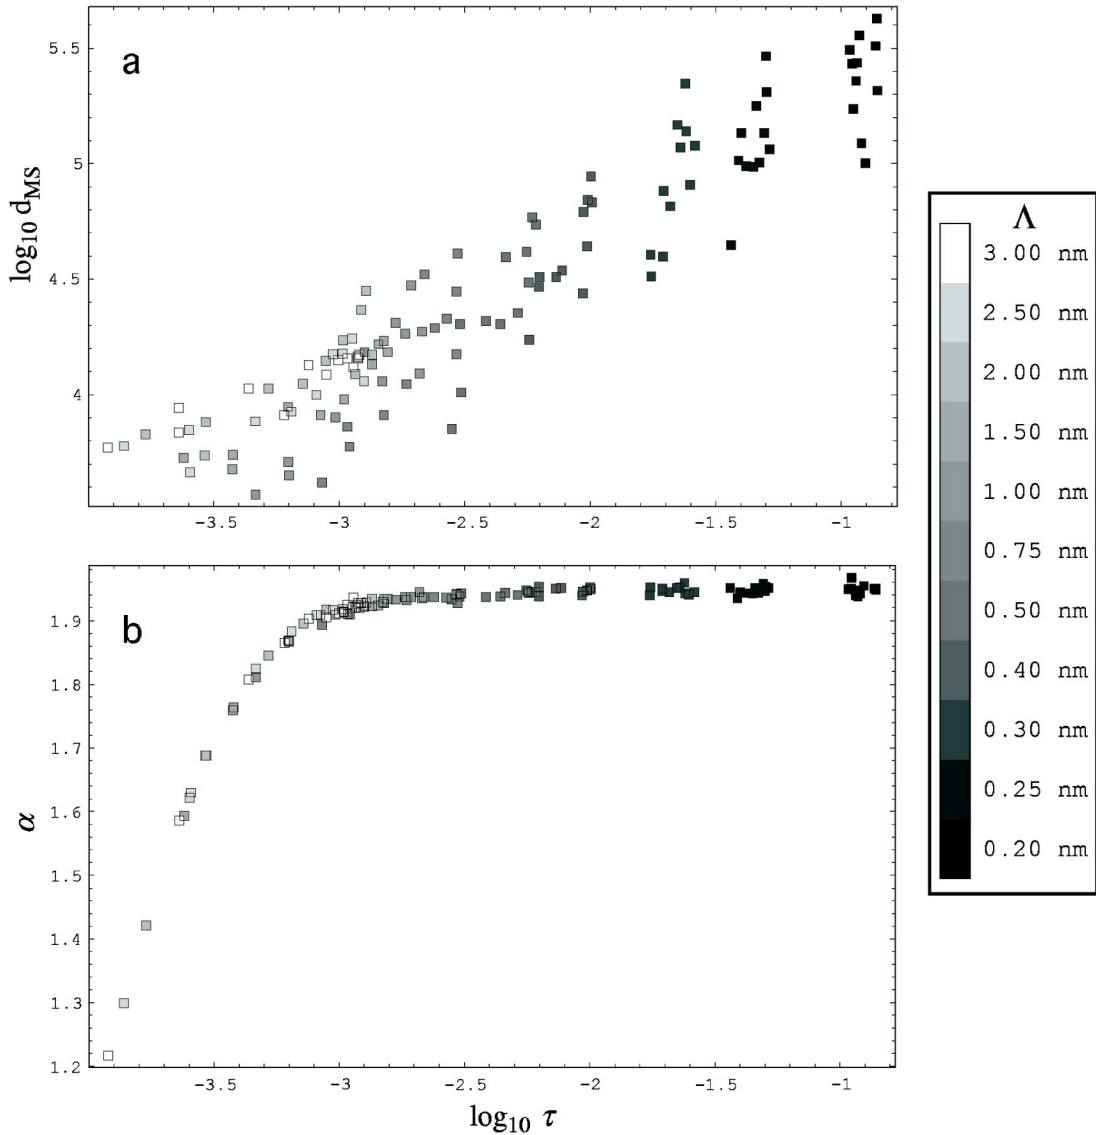 a
5.5
5
4.5
4
log₁₀ d_MS
-3.5 -3 -2.5 -2 -1.5 -1
b
1.9
1.8
1.7
1.6
1.5
1.4
1.3
1.2
α
-3.5 -3 -2.5 -2 -1.5 -1
log₁₀ τ
Λ
3.00 nm
2.50 nm
2.00 nm
1.50 nm
1.00 nm
0.75 nm
0.50 nm
0.40 nm
0.30 nm
0.25 nm
0.20 nm